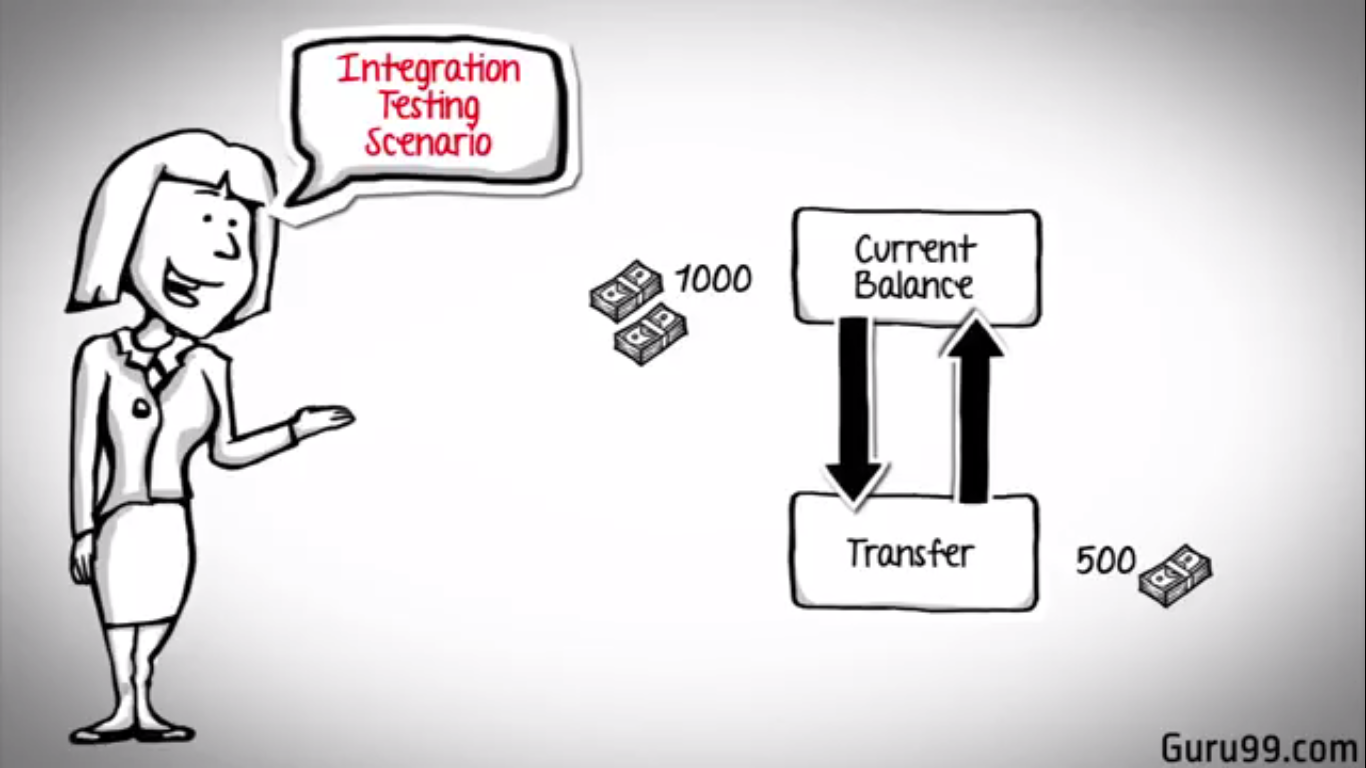 Integration
Testing
Scenario
1000
Current
Balance
Transfer
500
Guru99.com